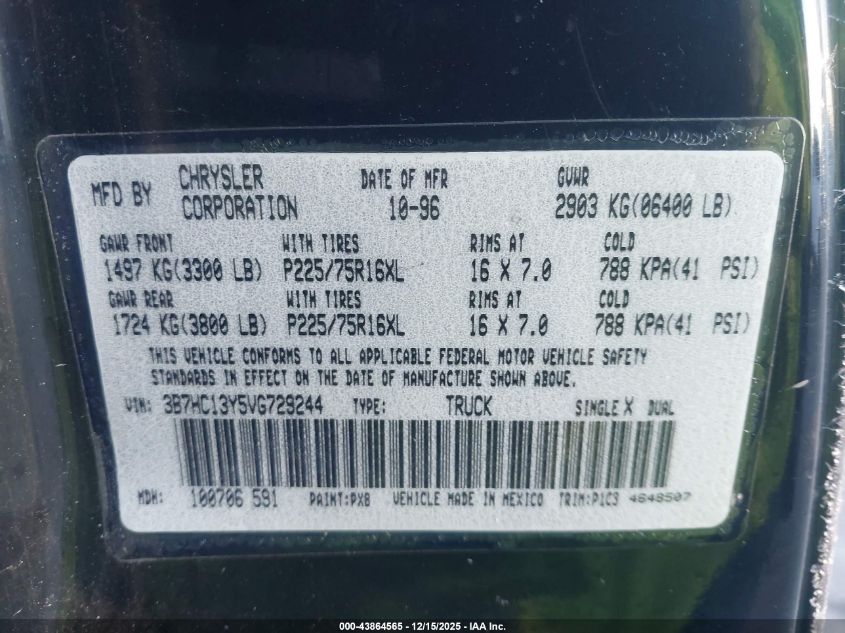 MFD BY CHRYSLER CORPORATION DATE OF MFR 10-96 GVWR 2903 KG(06400 LB)
GAWR FRONT WITH TIRES RIMS AT COLD
1497 KG(3300 LB) P225/75R16XL 16 X 7.0 788 KPA(41 PSI)
GAWR REAR WITH TIRES RIMS AT COLD
1724 KG(3800 LB) P225/75R16XL 16 X 7.0 788 KPA(41 PSI)
THIS VEHICLE CONFORMS TO ALL APPLICABLE FEDERAL MOTOR VEHICLE SAFETY
STANDARDS IN EFFECT ON THE DATE OF MANUFACTURE SHOWN ABOVE.
VIN: 3B7HC13Y5VG729244 TYPE: TRUCK SINGLE X DUAL
MDH: 100706 591 PAINT:PX8 VEHICLE MADE IN MEXICO TRIM:P1C3 4648507
000-43864565 - 12/15/2025 - IAA Inc.